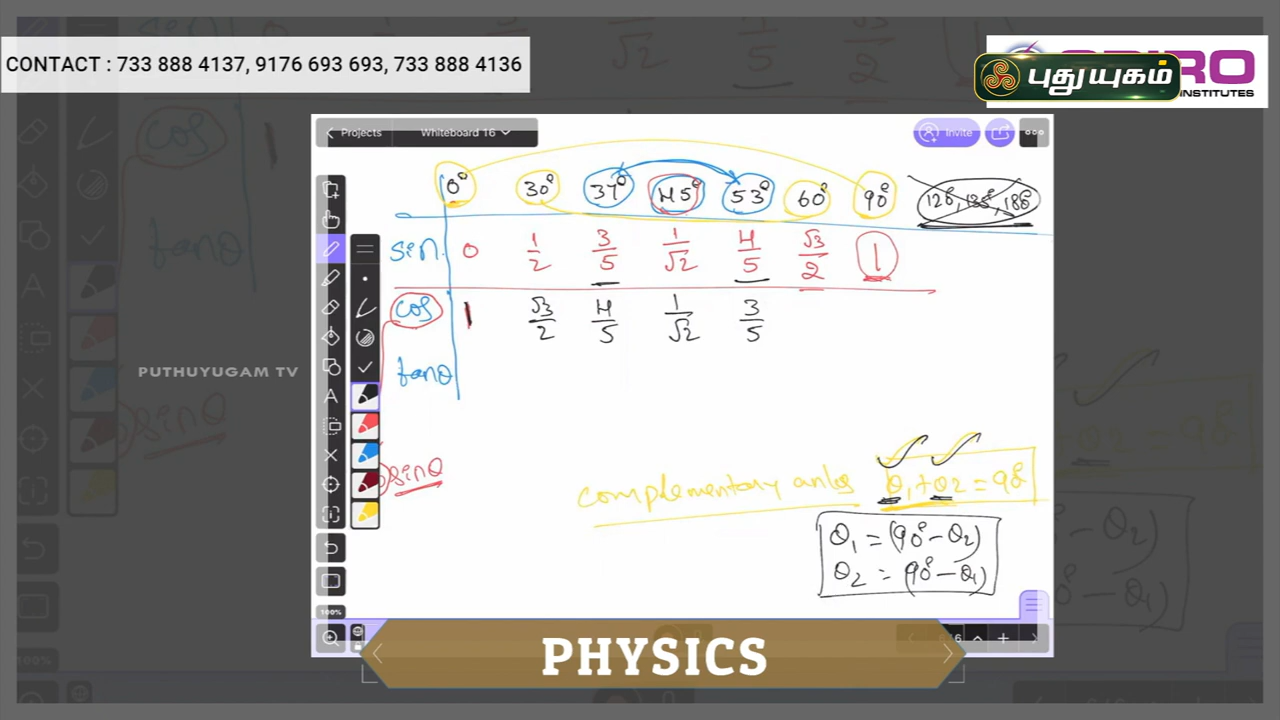 CONTACT : 733 888 4137, 9176 693 693, 733 888 4136
புதுயுகம்
INSTITUTES
Projects Whiteboard 16 Invite
0° 30° 37° 45° 53° 60° 90° 120°, 135°, 180°
sin 0 1/2 3/5 1/√2 4/5 √3/2 1
cos 1 √3/2 4/5 1/√2 3/5
tanθ
PUTHUYUGAM TV
sinθ
complementary anles θ1+θ2=90°
θ1 = (90° - θ2)
θ2 = (90° - θ1)
100%
PHYSICS